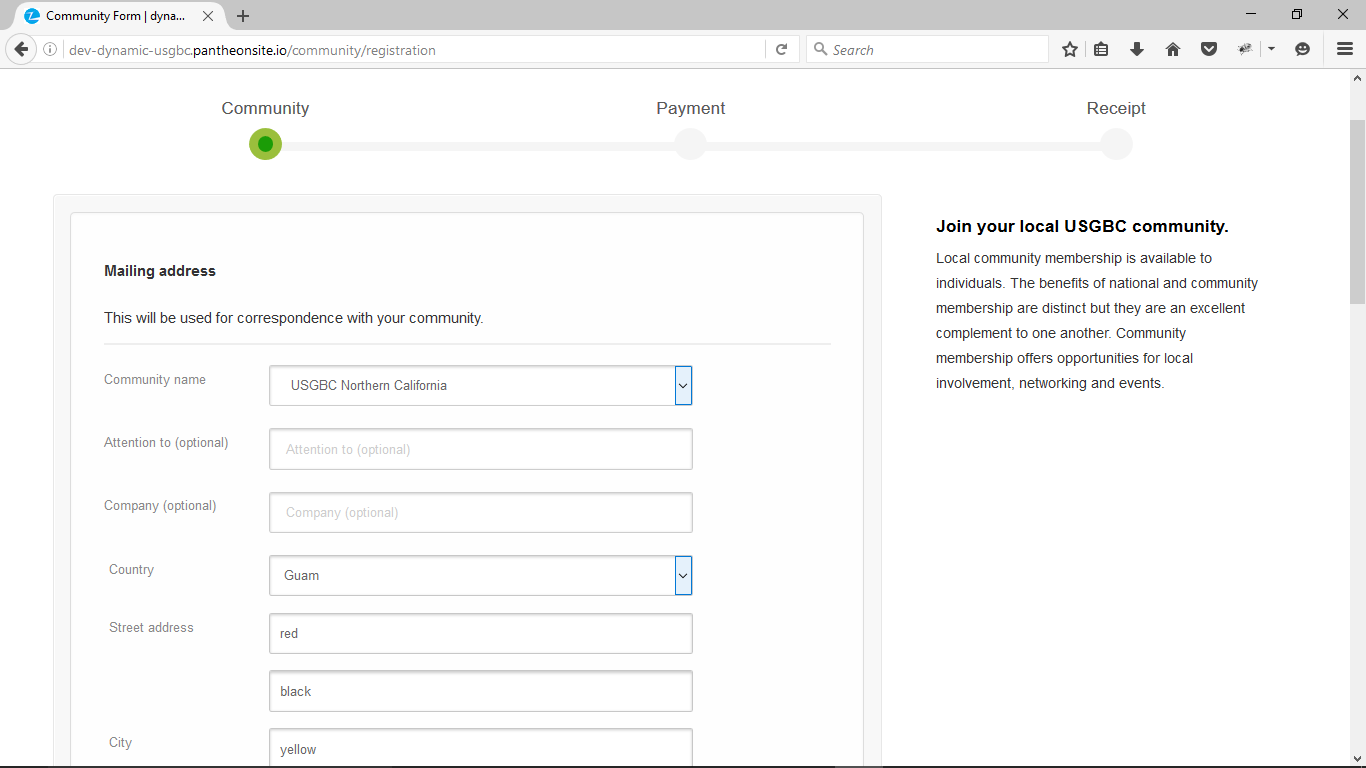 Community Form | dyna...
dev-dynamic-usgbc.pantheonsite.io/community/registration
Search
Community
Payment
Receipt
Mailing address
This will be used for correspondence with your community.
Community name
USGBC Northern California
Attention to (optional)
Attention to (optional)
Company (optional)
Company (optional)
Country
Guam
Street address
red
black
City
yellow
Join your local USGBC community.
Local community membership is available to
individuals. The benefits of national and community
membership are distinct but they are an excellent
complement to one another. Community
membership offers opportunities for local
involvement, networking and events.